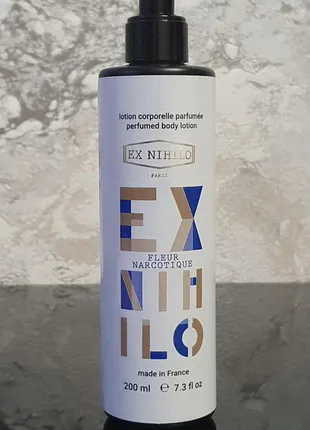 lotion corporelle parfumée
perfumed body lotion
EX NIHILO
PARIS
EX
FLEUR
NARCOTIQUE
NIH
ILO
made in France
200 ml ℮ 7.3 fl oz